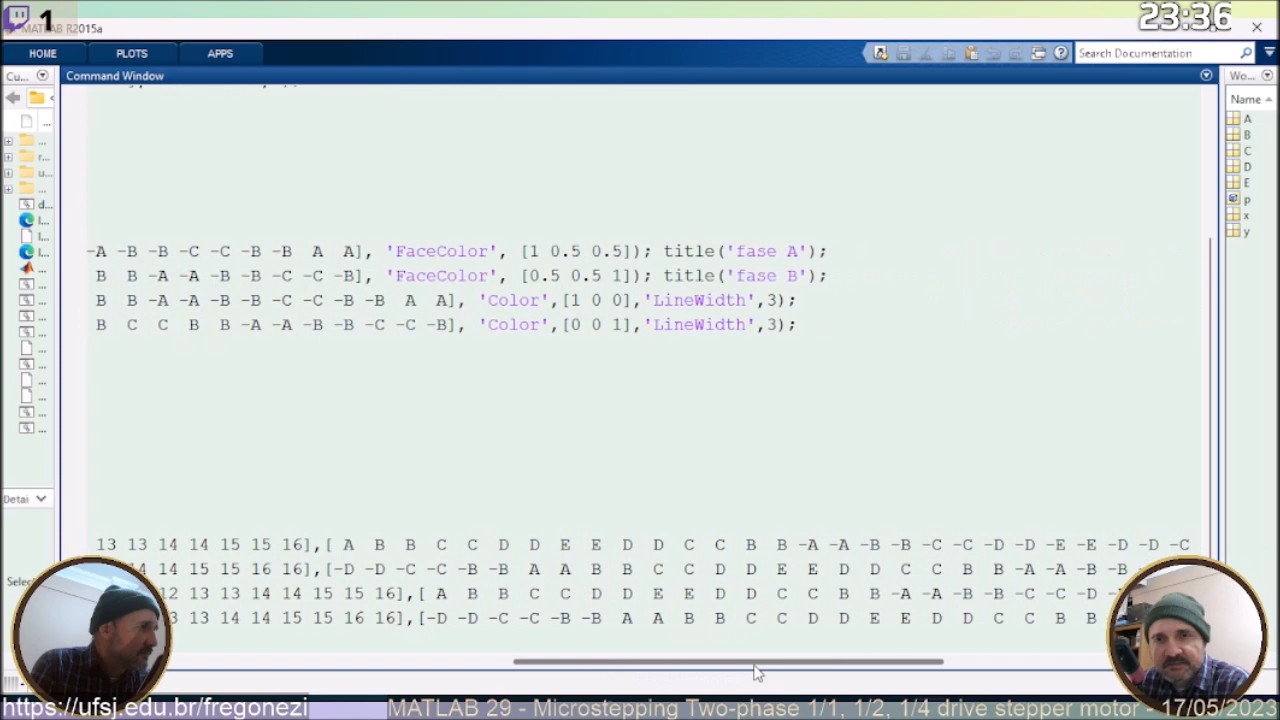 1
23:36
MATLAB R2015a
HOME PLOTS APPS
Search Documentation
Cu...
Command Window
Wo...
Name
...
A
...
B
r...
C
u...
D
...
E
d...
p
l...
x
y
-A -B -B -C -C -B -B A A], 'FaceColor', [1 0.5 0.5]); title('fase A');
B B -A -A -B -B -C -C -B], 'FaceColor', [0.5 0.5 1]); title('fase B');
B B -A -A -B -B -C -C -B -B A A], 'Color',[1 0 0],'LineWidth',3);
B C C B B -A -A -B -B -C -C -B], 'Color',[0 0 1],'LineWidth',3);
Detai
13 13 14 14 15 15 16],[ A B B C C D D E E D D C C B B -A -A -B -B -C -C -D -D -E -E -D -D -C
14 15 15 16 16],[-D -D -C -C -B -B A A B B C C D D E E D D C C B B -A -A -B -B
12 13 13 14 14 15 15 16],[ A B B C C D D E E D D C C B B -A -A -B -B -C -C -D
13 14 14 15 15 16 16],[-D -D -C -C -B -B A A B B C C D D E E D D C C B B
https://ufsj.edu.br/fregonezi
MATLAB 29 - Microstepping Two-phase 1/1, 1/2, 1/4 drive stepper motor - 17/05/2023